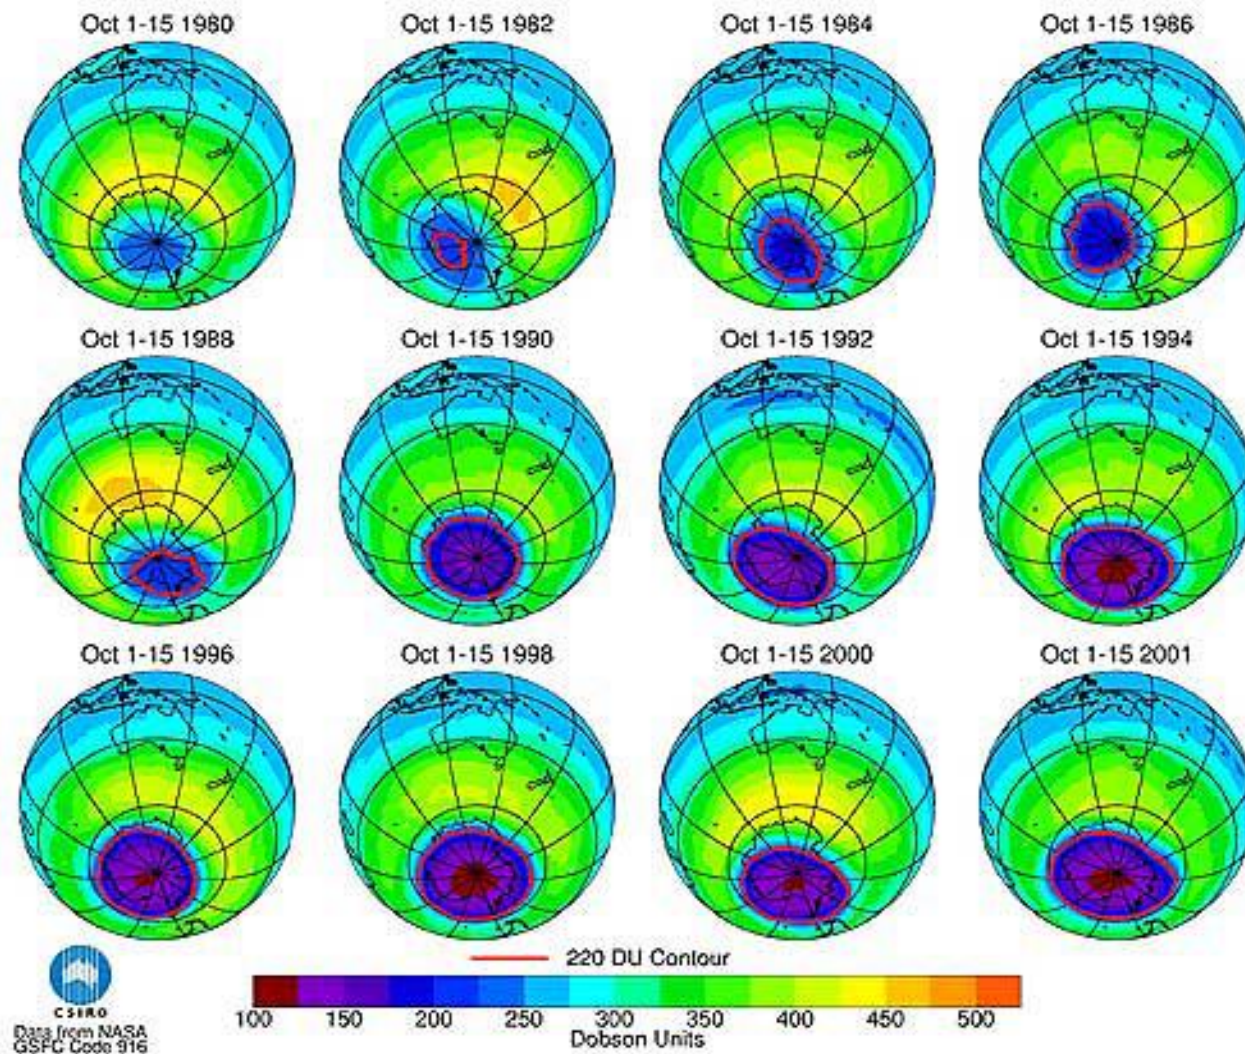 Oct 1-15 1980
Oct 1-15 1982
Oct 1-15 1984
Oct 1-15 1986
Oct 1-15 1988
Oct 1-15 1990
Oct 1-15 1992
Oct 1-15 1994
Oct 1-15 1996
Oct 1-15 1998
Oct 1-15 2000
Oct 1-15 2001
220 DU Contour
100 150 200 250 300 350 400 450 500
Dobson Units
CSIRO
Data from NASA
GSFC Code 916